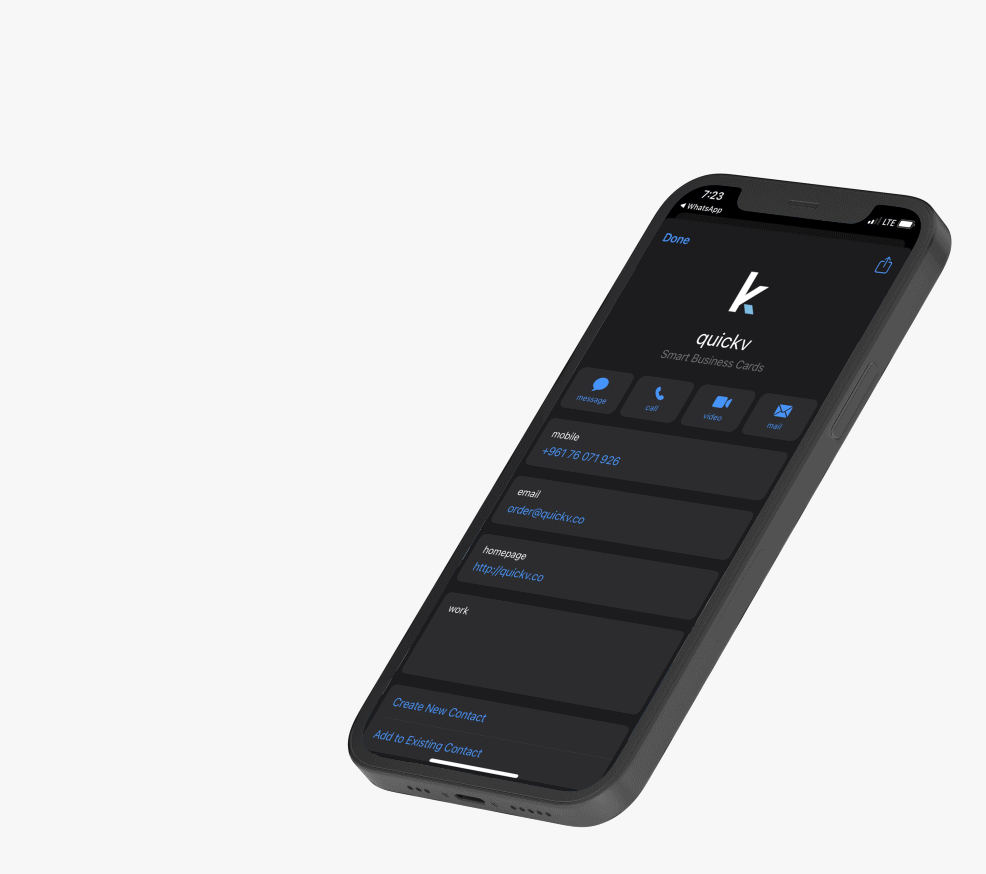 7:23
LTE
◀ WhatsApp
Done
k
quickv
Smart Business Cards
message
call
video
mail
mobile
+961 76 071 926
email
order@quickv.co
homepage
http://quickv.co
work
Create New Contact
Add to Existing Contact